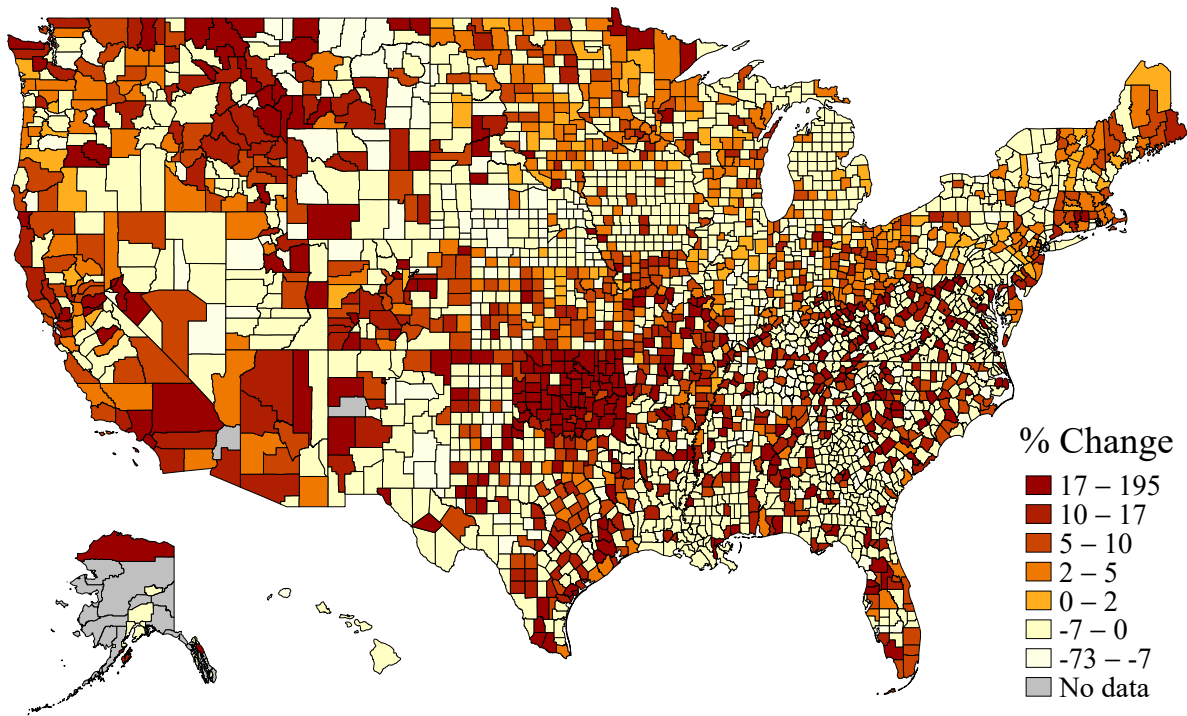 % Change
17 – 195
10 – 17
5 – 10
2 – 5
0 – 2
-7 – 0
-73 – -7
No data